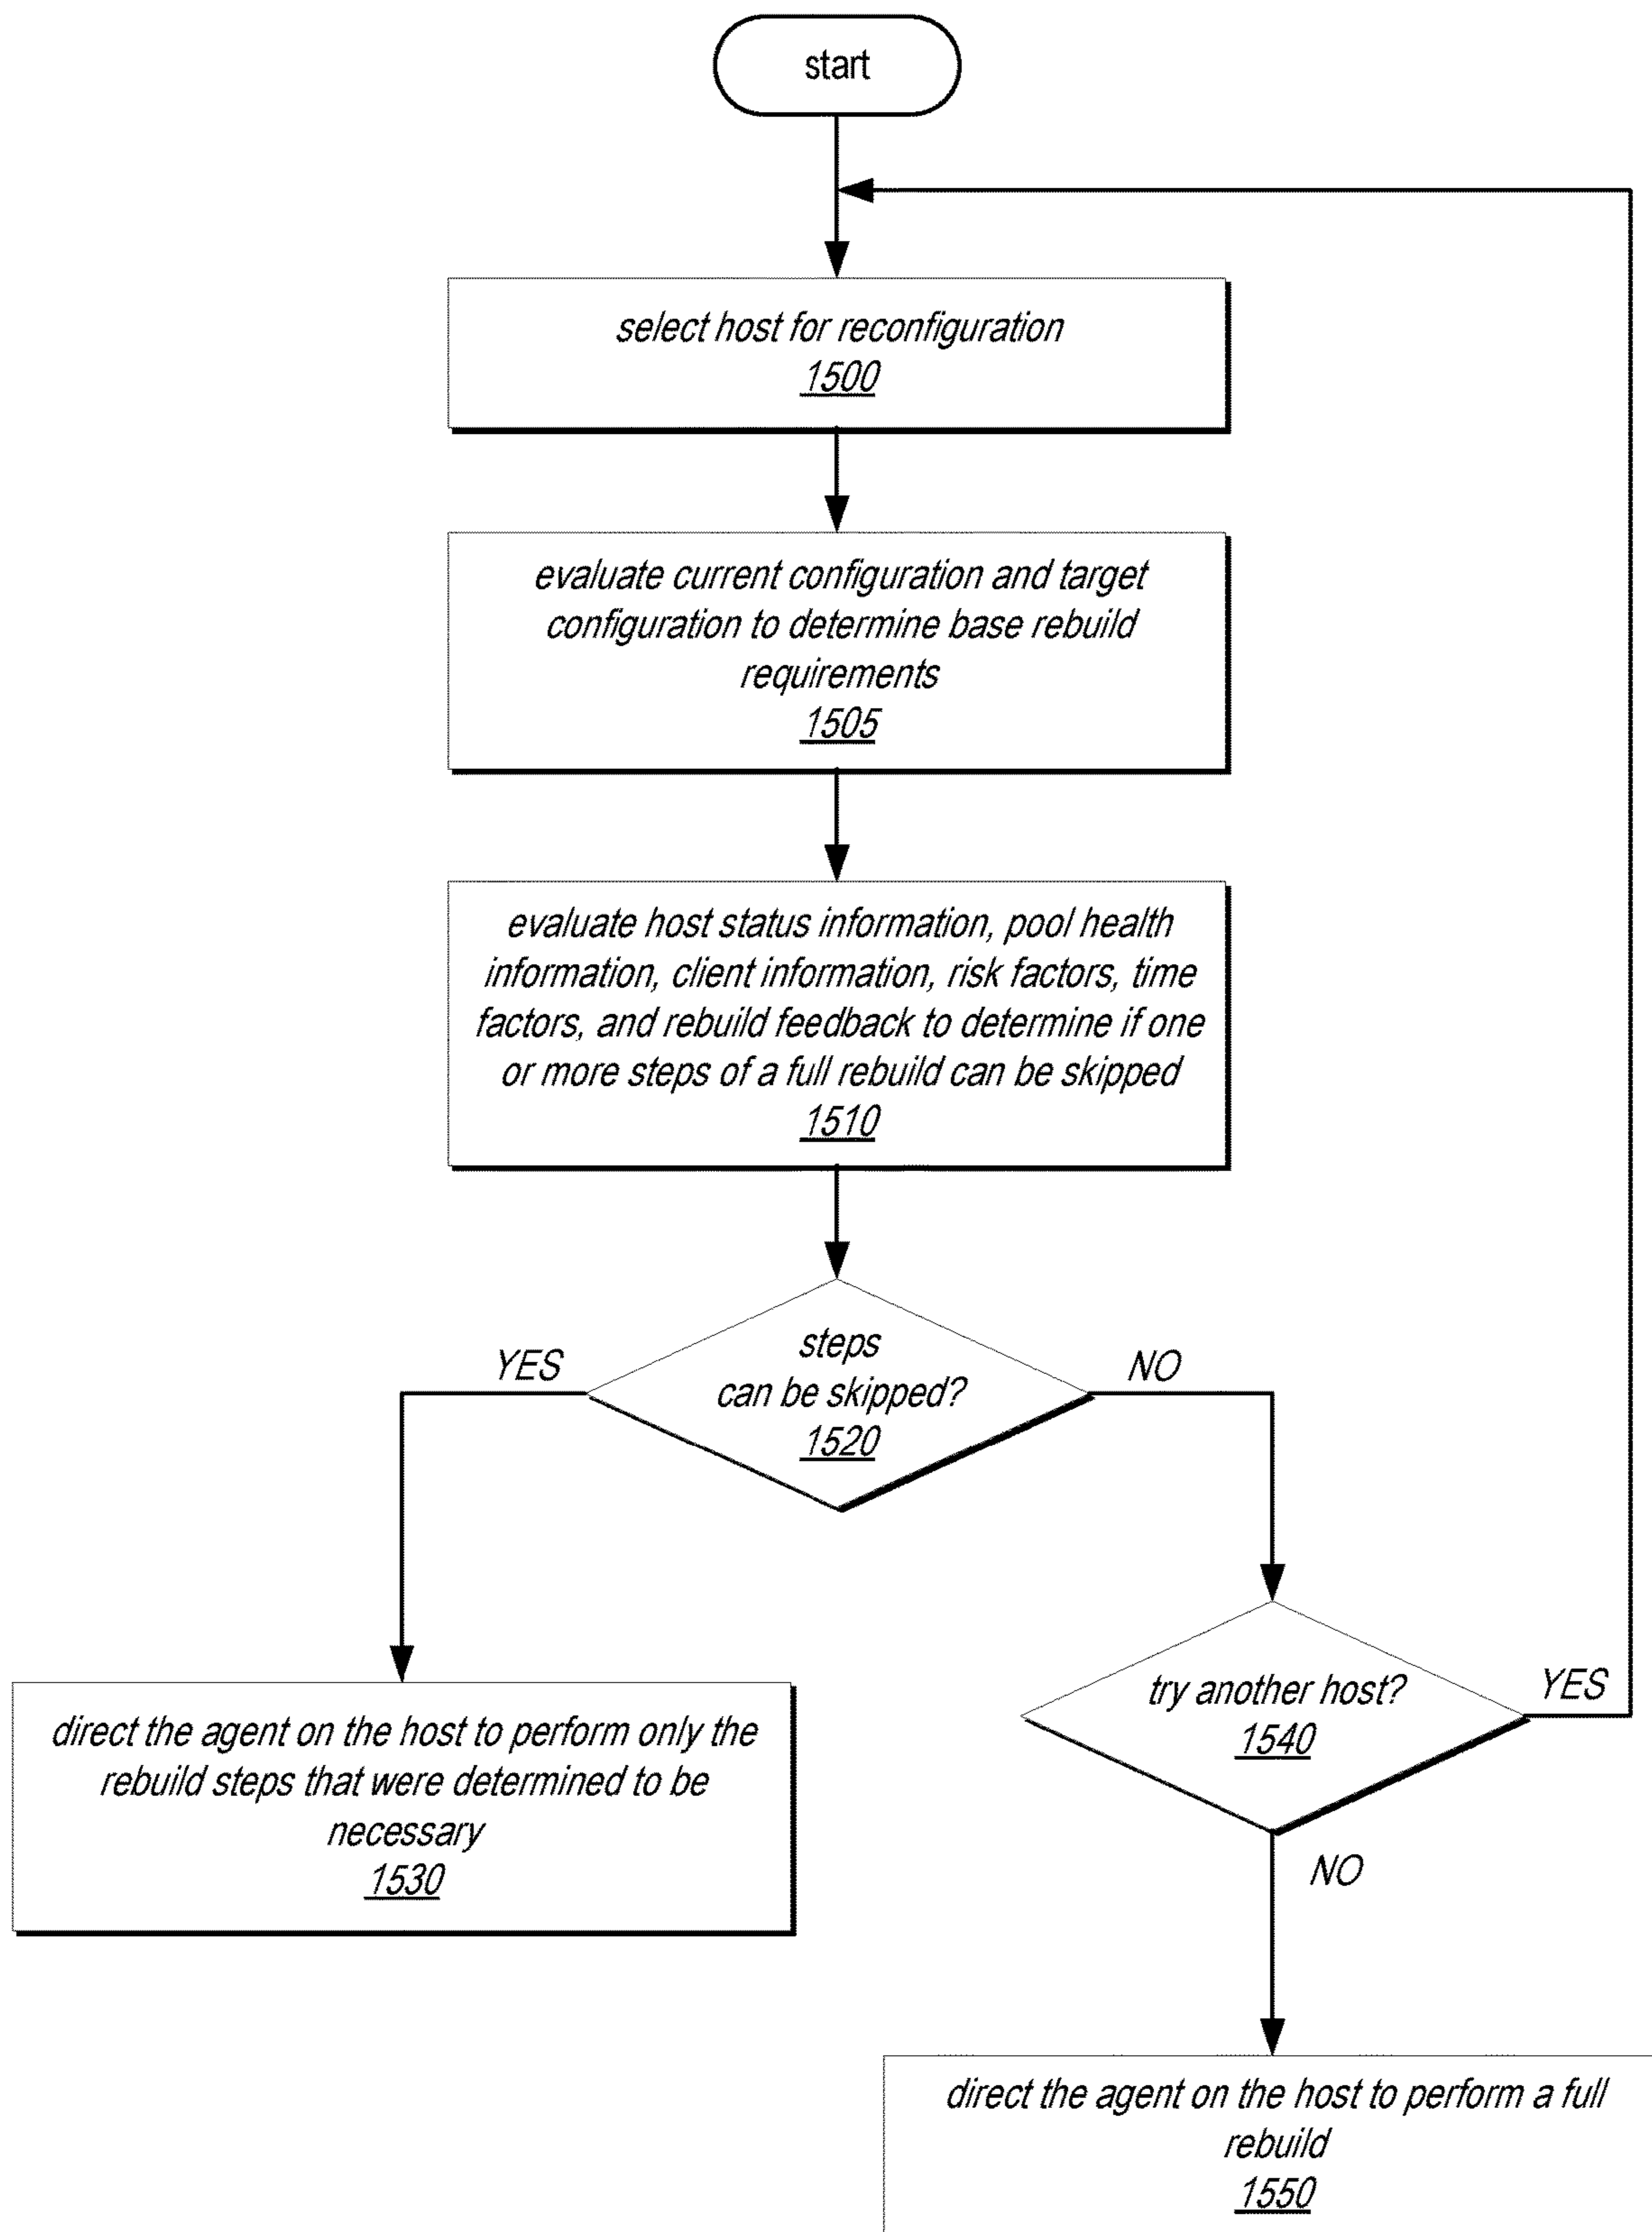 start
select host for reconfiguration
1500
evaluate current configuration and target
configuration to determine base rebuild
requirements
1505
evaluate host status information, pool health
information, client information, risk factors, time
factors, and rebuild feedback to determine if one
or more steps of a full rebuild can be skipped
1510
steps
can be skipped?
1520
YES
NO
direct the agent on the host to perform only the
rebuild steps that were determined to be
necessary
1530
try another host?
1540
YES
NO
direct the agent on the host to perform a full
rebuild
1550